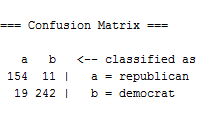 === Confusion Matrix ===
a b <-- classified as
154 11 | a = republican
19 242 | b = democrat